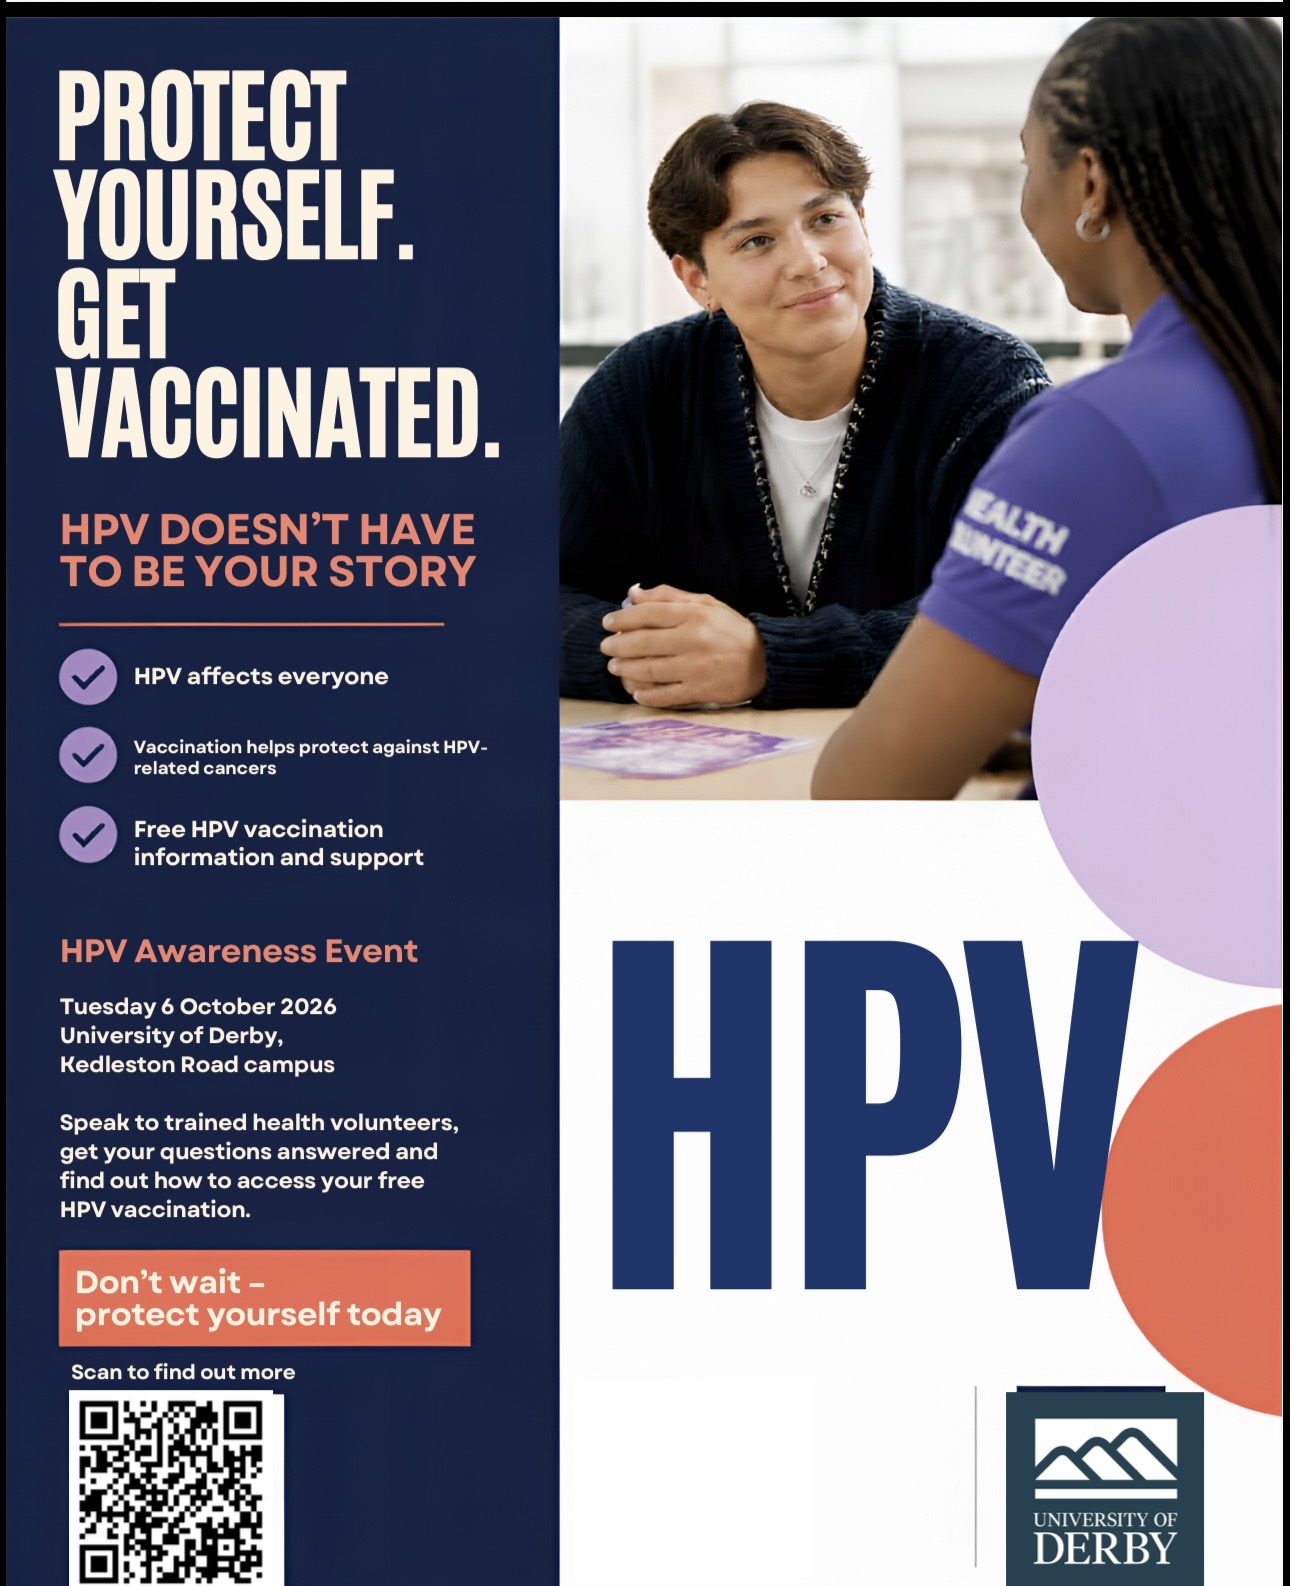 PROTECT
YOURSELF.
GET
VACCINATED.
HPV DOESN'T HAVE
TO BE YOUR STORY
HPV affects everyone
Vaccination helps protect against HPV-
related cancers
Free HPV vaccination
information and support
HPV Awareness Event
Tuesday 6 October 2026
University of Derby,
Kedleston Road campus
Speak to trained health volunteers,
get your questions answered and
find out how to access your free
HPV vaccination.
Don't wait –
protect yourself today
Scan to find out more
HEALTH
VOLUNTEER
HPV
UNIVERSITY OF
DERBY